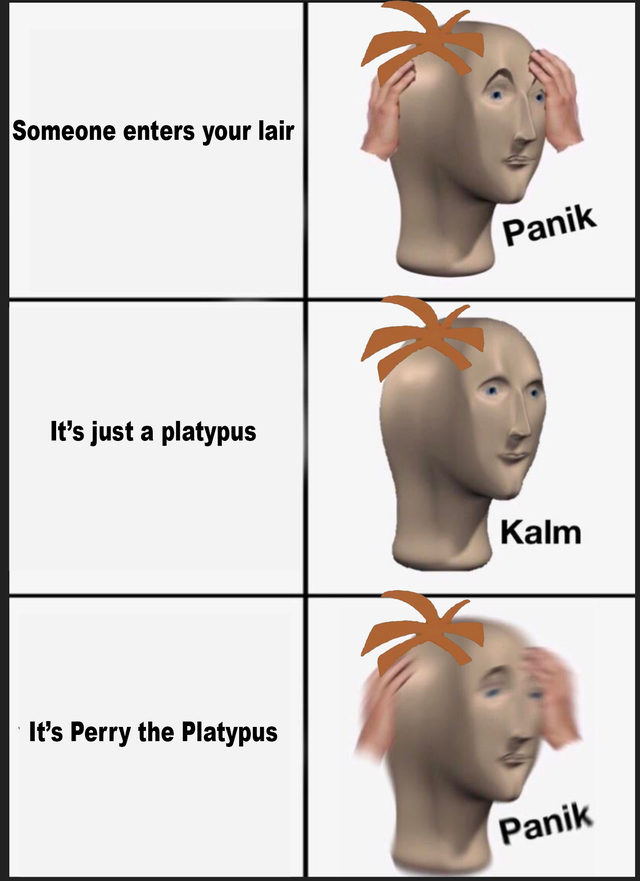 Someone enters your lair
Panik
It's just a platypus
Kalm
It's Perry the Platypus
Panik